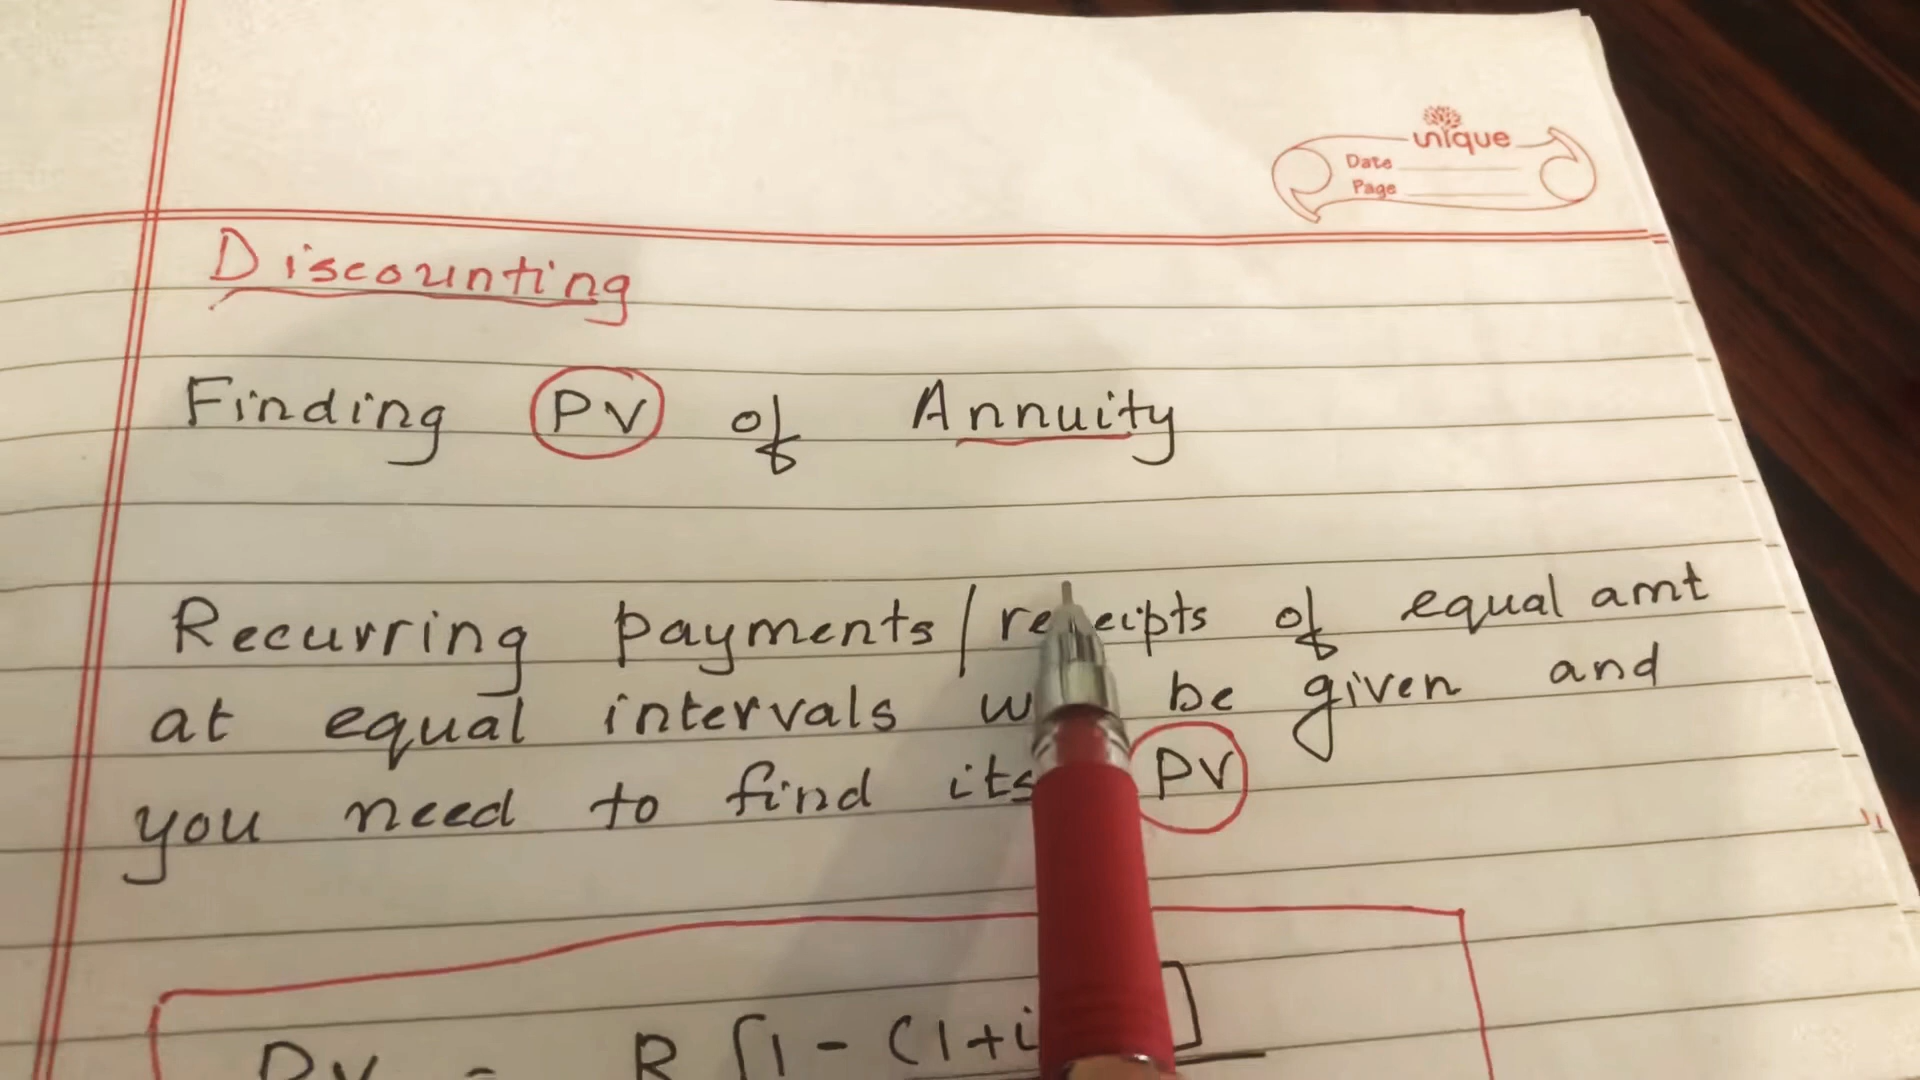 unique
Date
Page
Discounting
Finding PV of Annuity
Recurring payments/receipts of equal amt
at equal intervals be given and
you need to find its PV
PV = R [1 - (1+i ]